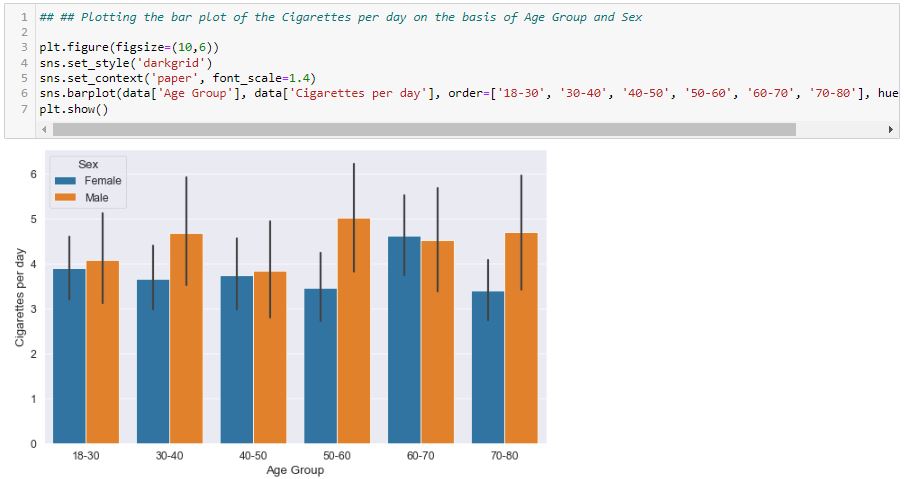 1 ## ## Plotting the bar plot of the Cigarettes per day on the basis of Age Group and Sex
2
3 plt.figure(figsize=(10,6))
4 sns.set_style('darkgrid')
5 sns.set_context('paper', font_scale=1.4)
6 sns.barplot(data['Age Group'], data['Cigarettes per day'], order=['18-30', '30-40', '40-50', '50-60', '60-70', '70-80'], hue
7 plt.show()
Sex
Female
Male
6
5
4
3
2
1
0
Cigarettes per day
18-30 30-40 40-50 50-60 60-70 70-80
Age Group